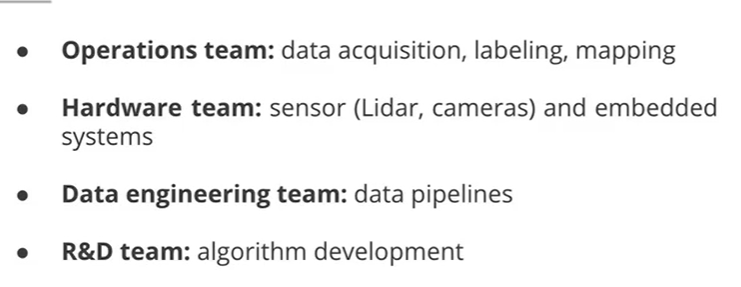 ● Operations team: data acquisition, labeling, mapping
● Hardware team: sensor (Lidar, cameras) and embedded
systems
● Data engineering team: data pipelines
● R&D team: algorithm development